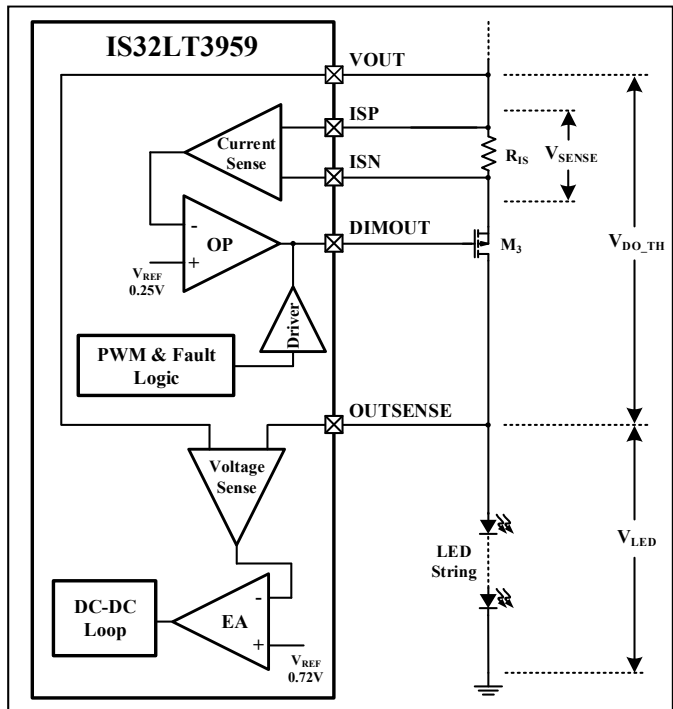 IS32LT3959
VOUT
ISP
Current
Sense
R_IS
V_SENSE
ISN
-
OP
+
DIMOUT
M_3
V_DO_TH
V_REF
0.25V
Driver
PWM & Fault
Logic
OUTSENSE
Voltage
Sense
LED
String
V_LED
DC-DC
Loop
-
EA
+
V_REF
0.72V